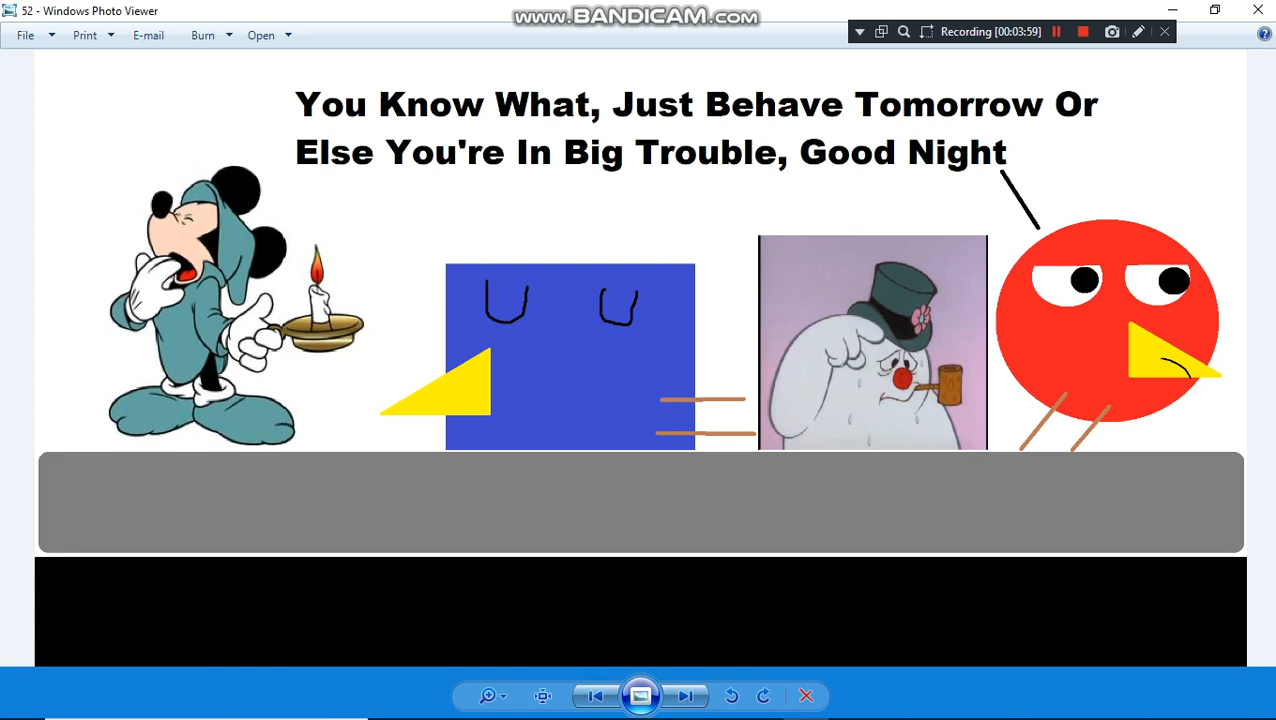 52 - Windows Photo Viewer
www.BANDICAM.com
File Print E-mail Burn Open
Recording [00:03:59]
You Know What, Just Behave Tomorrow Or
Else You're In Big Trouble, Good Night